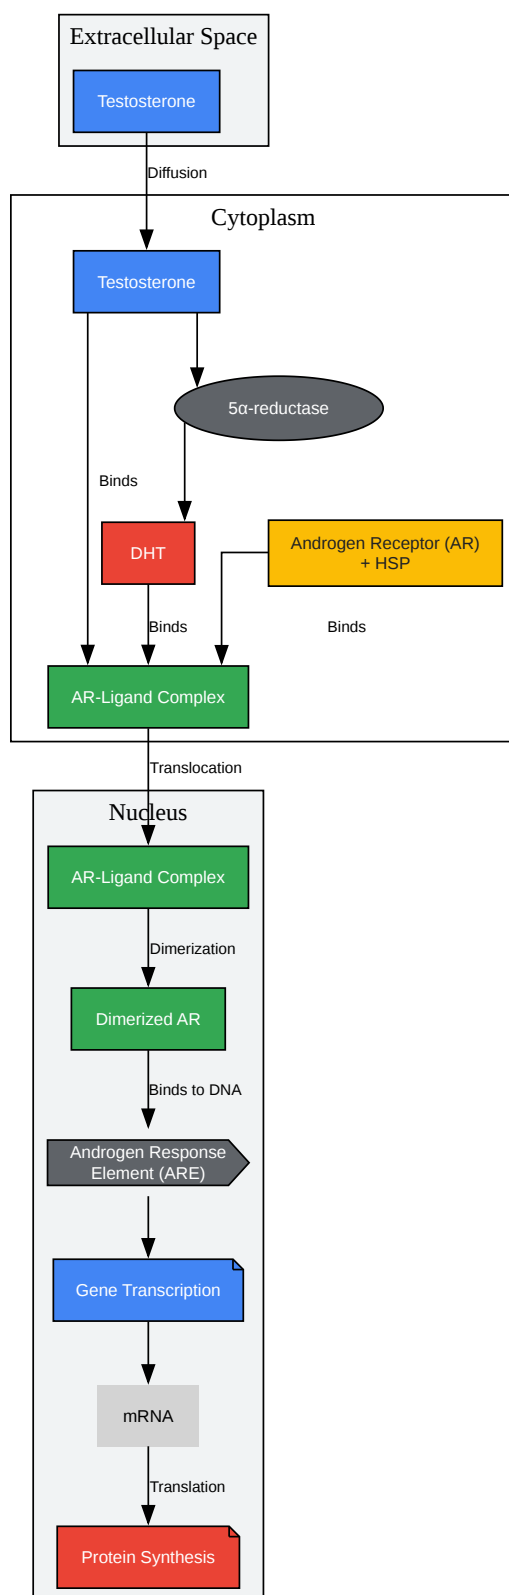 Extracellular Space
Testosterone
Diffusion
Cytoplasm
Testosterone
5α-reductase
Binds
DHT
Androgen Receptor (AR)
+ HSP
Binds
Binds
AR-Ligand Complex
Translocation
Nucleus
AR-Ligand Complex
Dimerization
Dimerized AR
Binds to DNA
Androgen Response
Element (ARE)
Gene Transcription
mRNA
Translation
Protein Synthesis